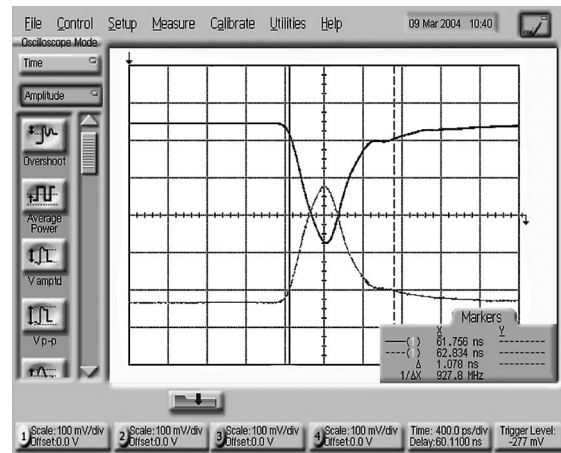 File Control Setup Measure Calibrate Utilities Help 09 Mar 2004 10:40
Oscilloscope Mode
Time
Amplitude
Overshoot
Average
Power
V amptd
V p-p
Markers
X Y
——( ) 61.756 ns ---------
----( ) 62.834 ns ---------
Δ 1.078 ns ---------
1/ΔX 927.8 MHz
1 Scale: 100 mV/div
Offset:0.0 V
2 Scale: 100 mV/div
Offset:0.0 V
3 Scale: 100 mV/div
Offset:0.0 V
4 Scale: 100 mV/div
Offset:0.0 V
Time: 400.0 ps/div
Delay:60.1100 ns
Trigger Level:
-277 mV